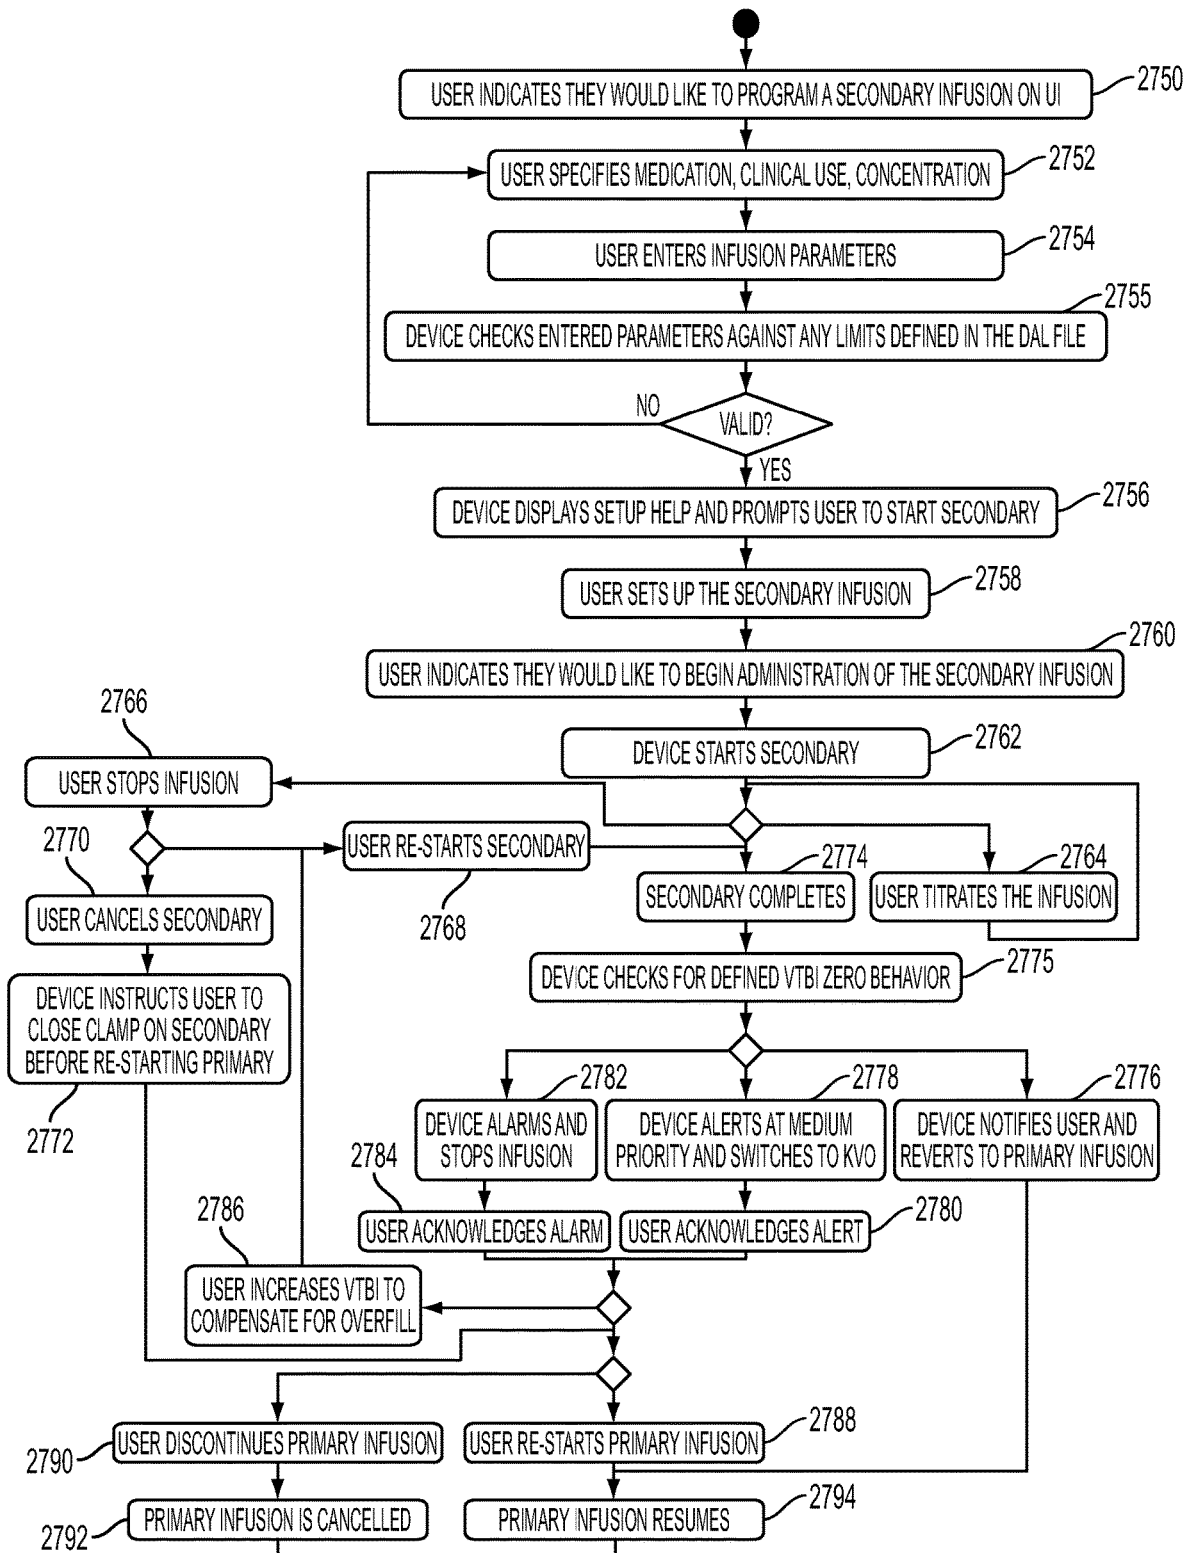 USER INDICATES THEY WOULD LIKE TO PROGRAM A SECONDARY INFUSION ON UI
2750
USER SPECIFIES MEDICATION, CLINICAL USE, CONCENTRATION
2752
USER ENTERS INFUSION PARAMETERS
2754
2755
DEVICE CHECKS ENTERED PARAMETERS AGAINST ANY LIMITS DEFINED IN THE DAL FILE
NO
VALID?
YES
DEVICE DISPLAYS SETUP HELP AND PROMPTS USER TO START SECONDARY
2756
USER SETS UP THE SECONDARY INFUSION
2758
2760
USER INDICATES THEY WOULD LIKE TO BEGIN ADMINISTRATION OF THE SECONDARY INFUSION
DEVICE STARTS SECONDARY
2762
2766
USER STOPS INFUSION
2770
USER CANCELS SECONDARY
USER RE-STARTS SECONDARY
2768
2774
SECONDARY COMPLETES
2764
USER TITRATES THE INFUSION
DEVICE CHECKS FOR DEFINED VTBI ZERO BEHAVIOR
2775
DEVICE INSTRUCTS USER TO
CLOSE CLAMP ON SECONDARY
BEFORE RE-STARTING PRIMARY
2772
2782
DEVICE ALARMS AND
STOPS INFUSION
2778
DEVICE ALERTS AT MEDIUM
PRIORITY AND SWITCHES TO KVO
2776
DEVICE NOTIFIES USER AND
REVERTS TO PRIMARY INFUSION
2784
USER ACKNOWLEDGES ALARM
USER ACKNOWLEDGES ALERT
2780
2786
USER INCREASES VTBI TO
COMPENSATE FOR OVERFILL
USER DISCONTINUES PRIMARY INFUSION
2790
USER RE-STARTS PRIMARY INFUSION
2788
PRIMARY INFUSION IS CANCELLED
2792
PRIMARY INFUSION RESUMES
2794